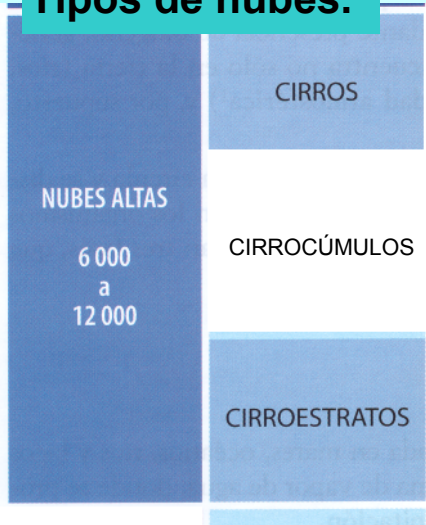 Tipos de nubes.
CIRROS
NUBES ALTAS
6 000
a
12 000
CIRROCÚMULOS
CIRROESTRATOS